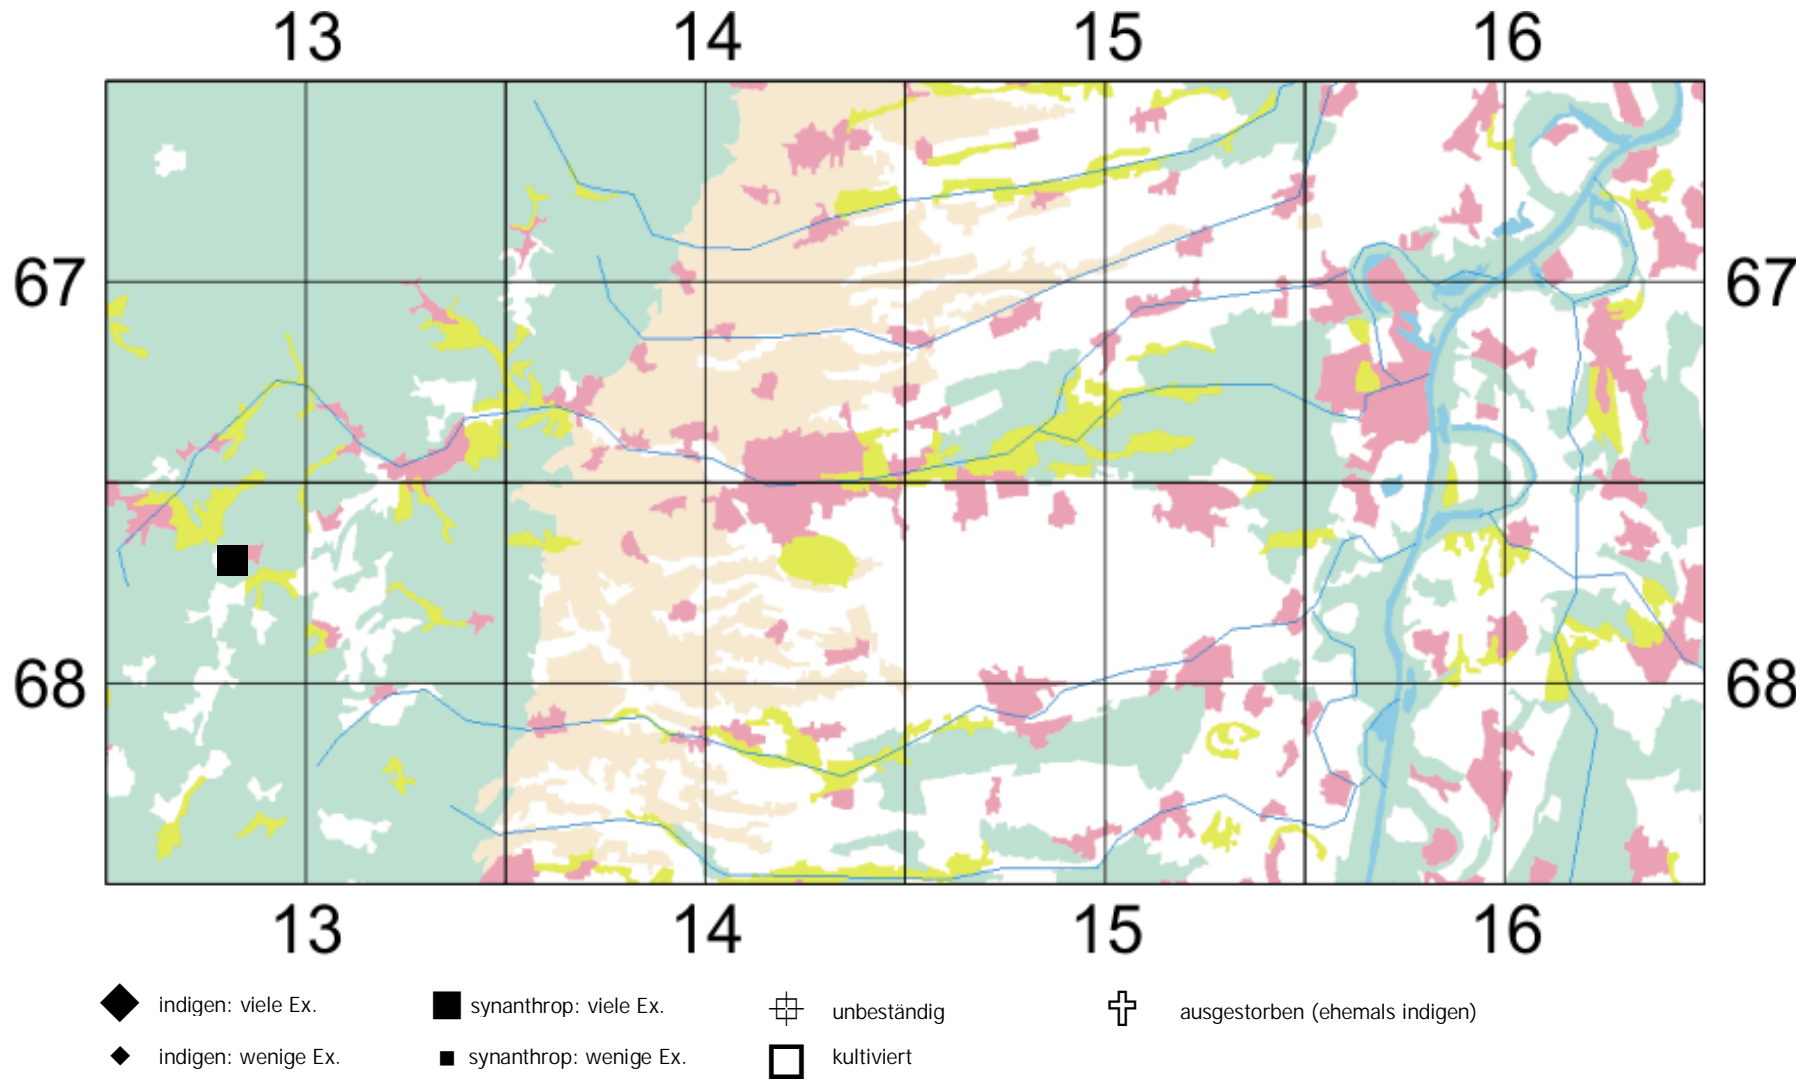 13 14 15 16
67 67
68 68
13 14 15 16
indigen: viele Ex. synanthrop: viele Ex. unbeständig ausgestorben (ehemals indigen)
indigen: wenige Ex. synanthrop: wenige Ex. kultiviert